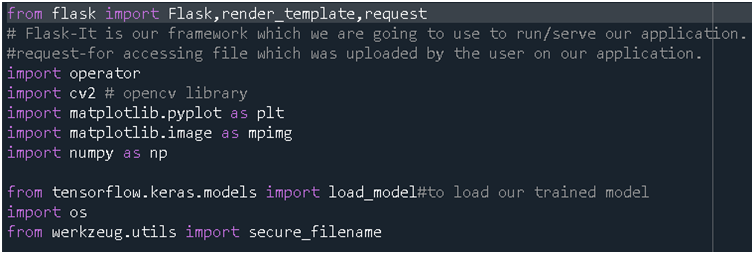 from flask import Flask,render_template,request
# Flask-It is our framework which we are going to use to run/serve our application.
#request-for accessing file which was uploaded by the user on our application.
import operator
import cv2 # opencv library
import matplotlib.pyplot as plt
import matplotlib.image as mpimg
import numpy as np
from tensorflow.keras.models import load_model#to load our trained model
import os
from werkzeug.utils import secure_filename